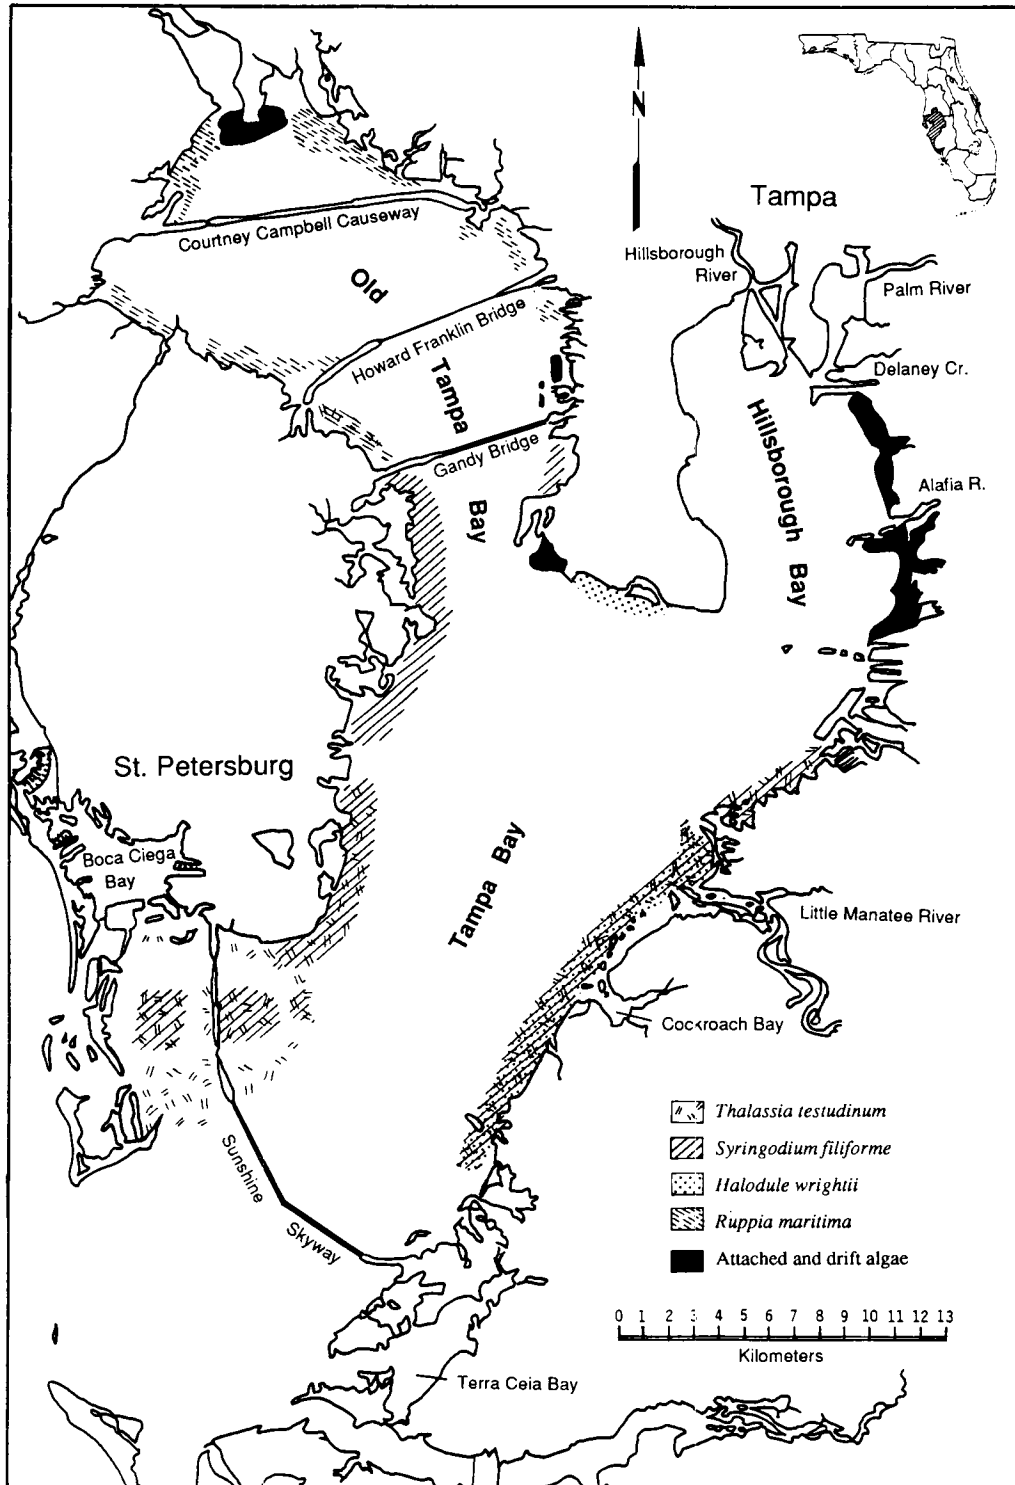 N
Tampa
Hillsborough
River
Palm River
Courtney Campbell Causeway
Old
Howard Franklin Bridge
Tampa
Delaney Cr.
Gandy Bridge
Hillsborough Bay
Alafia R.
Bay
St. Petersburg
Boca Ciega
Bay
Tampa Bay
Little Manatee River
Cockroach Bay
Thalassia testudinum
Syringodium filiforme
Halodule wrightii
Ruppia maritima
Attached and drift algae
Sunshine
Skyway
0 1 2 3 4 5 6 7 8 9 10 13
Kilometers
Terra Ceia Bay